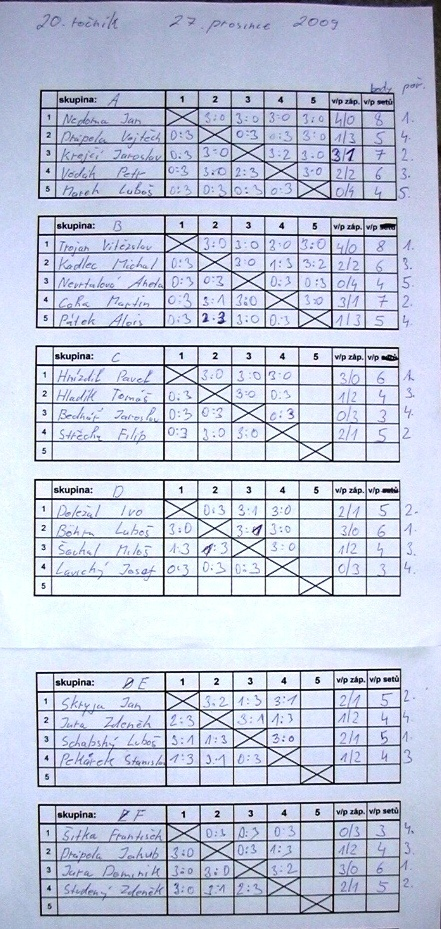 20. ročník 27. prosince 2009
body poř.
skupina: A 1 2 3 4 5 v/p záp. v/p setů
1 Nedoma Jan 3:0 3:0 3:0 3:0 4/0 8 1.
2 Drápela Vojtěch 0:3 0:3 0:3 3:0 1/3 5 4.
3 Krejčí Jaroslav 0:3 3:0 3:2 3:0 3/1 7 2.
4 Vedak Petr 0:3 3:0 2:3 3:0 2/2 6 3.
5 Marek Luboš 0:3 0:3 0:3 0:3 0/4 4 5.
skupina: B 1 2 3 4 5 v/p záp. v/p setů
1 Trojan Vítězslav 3:0 3:0 3:0 3:0 4/0 8 1.
2 Kadlec Michal 0:3 3:0 1:3 3:2 2/2 6 3.
3 Nevrtalová Aneta 0:3 0:3 0:3 0:3 0/4 4 5.
4 Coha Martin 0:3 3:1 3:0 3:0 3/1 7 2.
5 Pátek Alois 0:3 2:3 3:0 0:3 1/3 5 4.
skupina: C 1 2 3 4 5 v/p záp. v/p setů
1 Hnízdil Pavel 3:0 3:0 3:0 3/0 6 1.
2 Hladík Tomáš 0:3 3:0 0:3 1/2 4 3.
3 Bednář Jaroslav 0:3 0:3 0:3 0/3 3 4.
4 Střecha Filip 0:3 3:0 3:0 2/1 5 2
5
skupina: D 1 2 3 4 5 v/p záp. v/p setů
1 Doležal Ivo 0:3 3:1 3:0 2/1 5 2.
2 Böhm Luboš 3:0 3:1 3:0 3/0 6 1.
3 Šochal Miloš 1:3 1:3 3:0 1/2 4 3.
4 Lavický Josef 0:3 0:3 0:3 0/3 3 4.
5
skupina: E 1 2 3 4 5 v/p záp. v/p setů
1 Skryja Jan 3:2 1:3 3:1 2/1 5 2.
2 Jura Zdeněk 2:3 3:1 1:3 1/2 4 4.
3 Schabský Luboš 3:1 1:3 3:0 2/1 5 1.
4 Pekárek Stanislav 1:3 3:1 0:3 1/2 4 3
5
skupina: F 1 2 3 4 5 v/p záp. v/p setů
1 Šitka František 0:3 0:3 0:3 0/3 3 4.
2 Drápela Jakub 3:0 0:3 1:3 1/2 4 3.
3 Jura Dominik 3:0 3:0 3:2 3/0 6 1.
4 Studený Zdeněk 3:0 3:1 2:3 2/1 5 2.
5